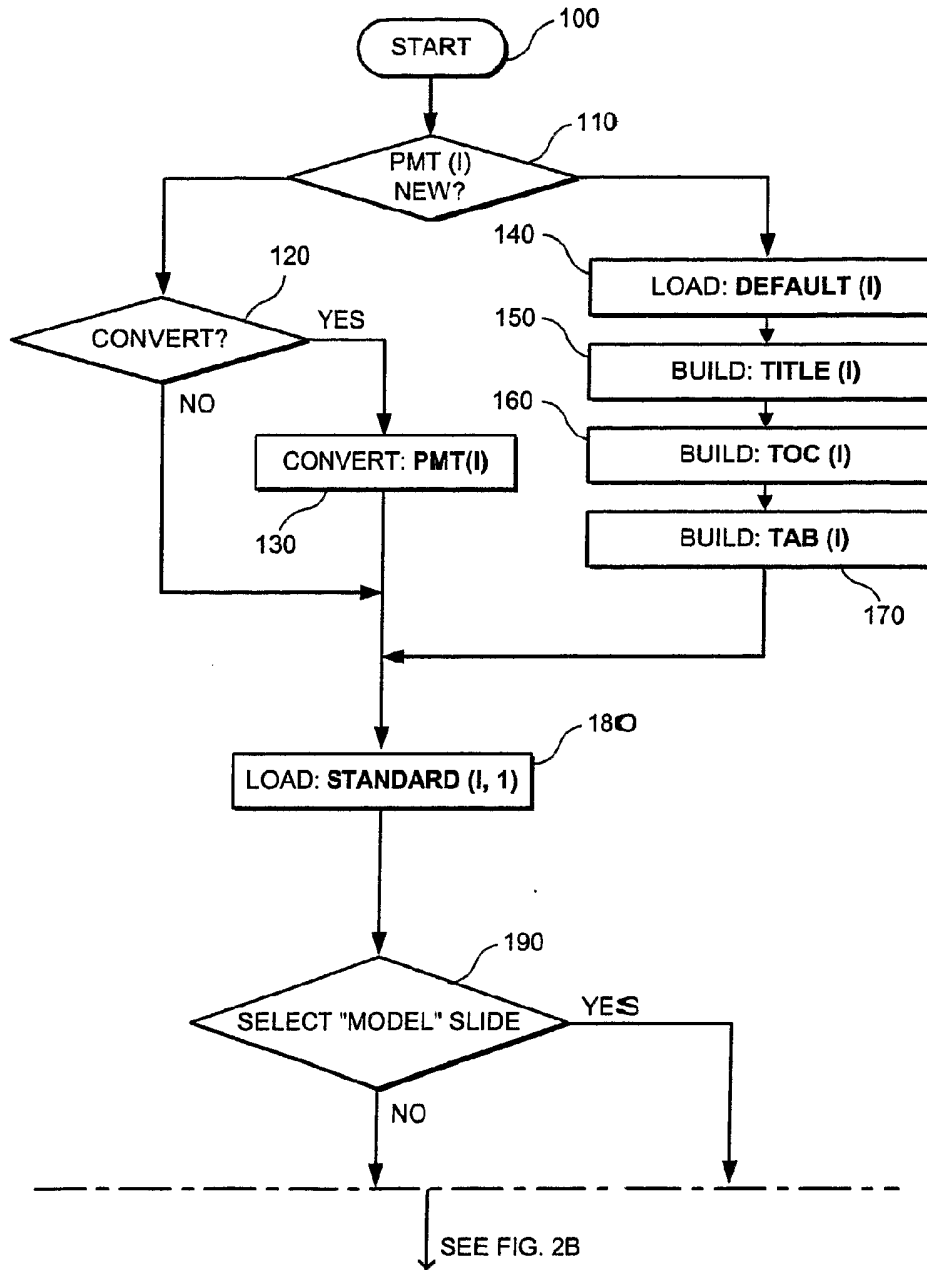 START
100
PMT (I)
NEW?
110
120
CONVERT?
YES
NO
CONVERT: PMT(I)
130
140
LOAD: DEFAULT (I)
150
BUILD: TITLE (I)
160
BUILD: TOC (I)
BUILD: TAB (I)
170
180
LOAD: STANDARD (I, 1)
190
SELECT "MODEL" SLIDE
YES
NO
SEE FIG. 2B